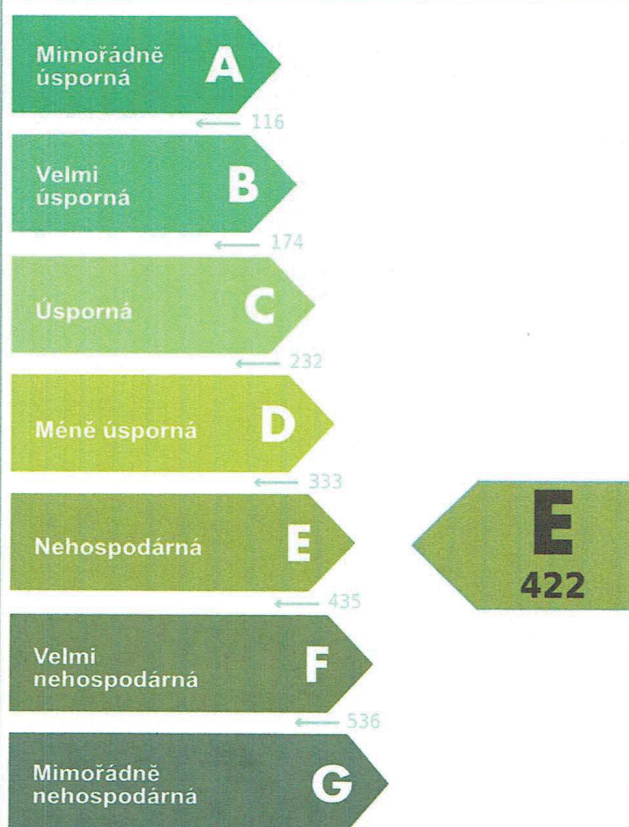 Mimořádně
úsporná
A
← 116
Velmi
úsporná
B
← 174
Úsporná
C
← 232
Méně úsporná
D
← 333
Nehospodárná
E
E
422
← 435
Velmi
nehospodárná
F
← 536
Mimořádně
nehospodárná
G